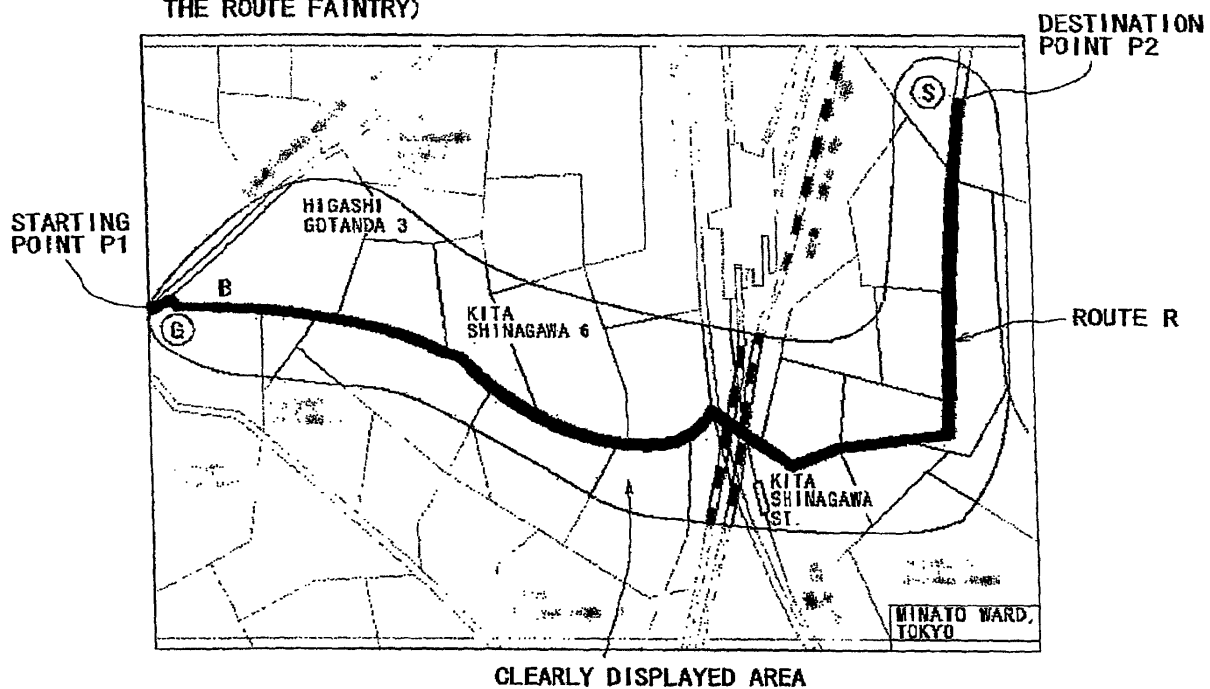 THE ROUTE FAINTRY)
DESTINATION
POINT P2
S
HIGASHI
GOTANDA 3
STARTING
POINT P1
B
G
KITA
SHINAGAWA 6
ROUTE R
KITA
SHINAGAWA
ST.
MINATO WARD,
TOKYO
CLEARLY DISPLAYED AREA